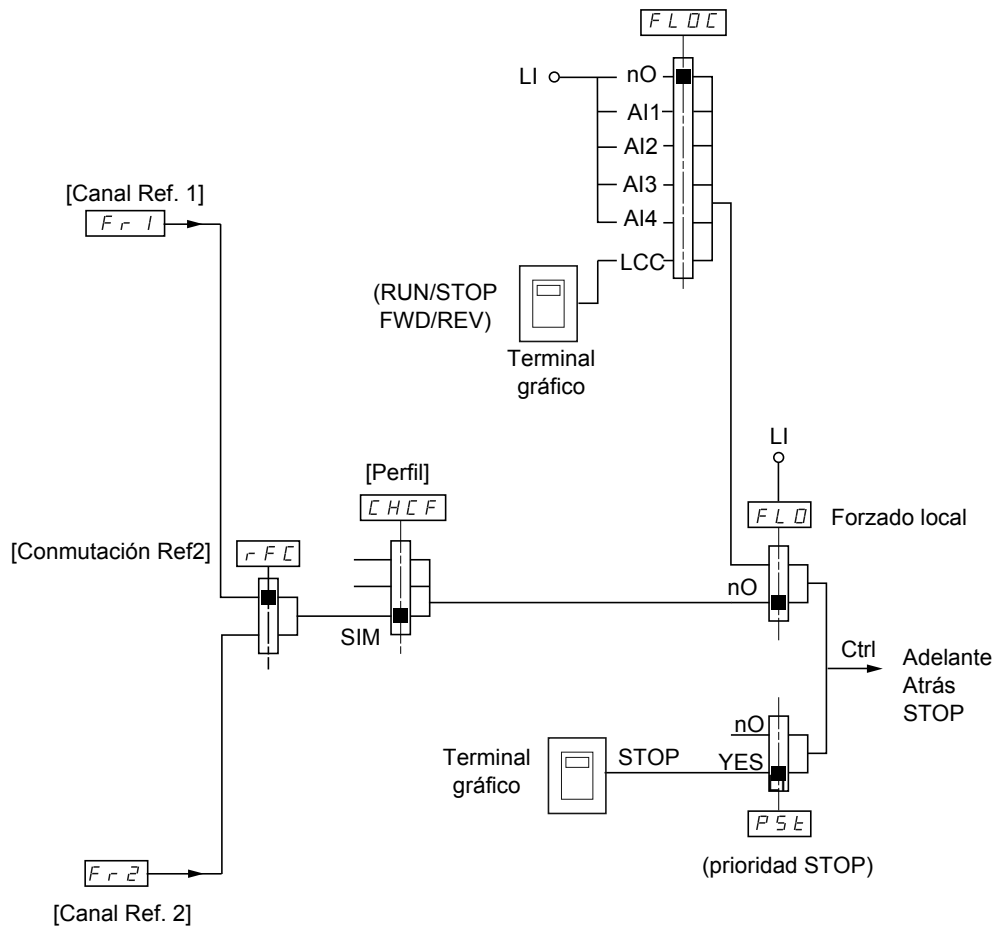 FLOC
LI
nO
AI1
AI2
AI3
AI4
LCC
[Canal Ref. 1]
Fr1
(RUN/STOP
FWD/REV)
Terminal
gráfico
LI
[Perfil]
CHCF
FLO
Forzado local
[Conmutación Ref2]
rFC
nO
SIM
Ctrl
Adelante
Atrás
STOP
nO
Terminal
gráfico
STOP
YES
PSt
(prioridad STOP)
Fr2
[Canal Ref. 2]